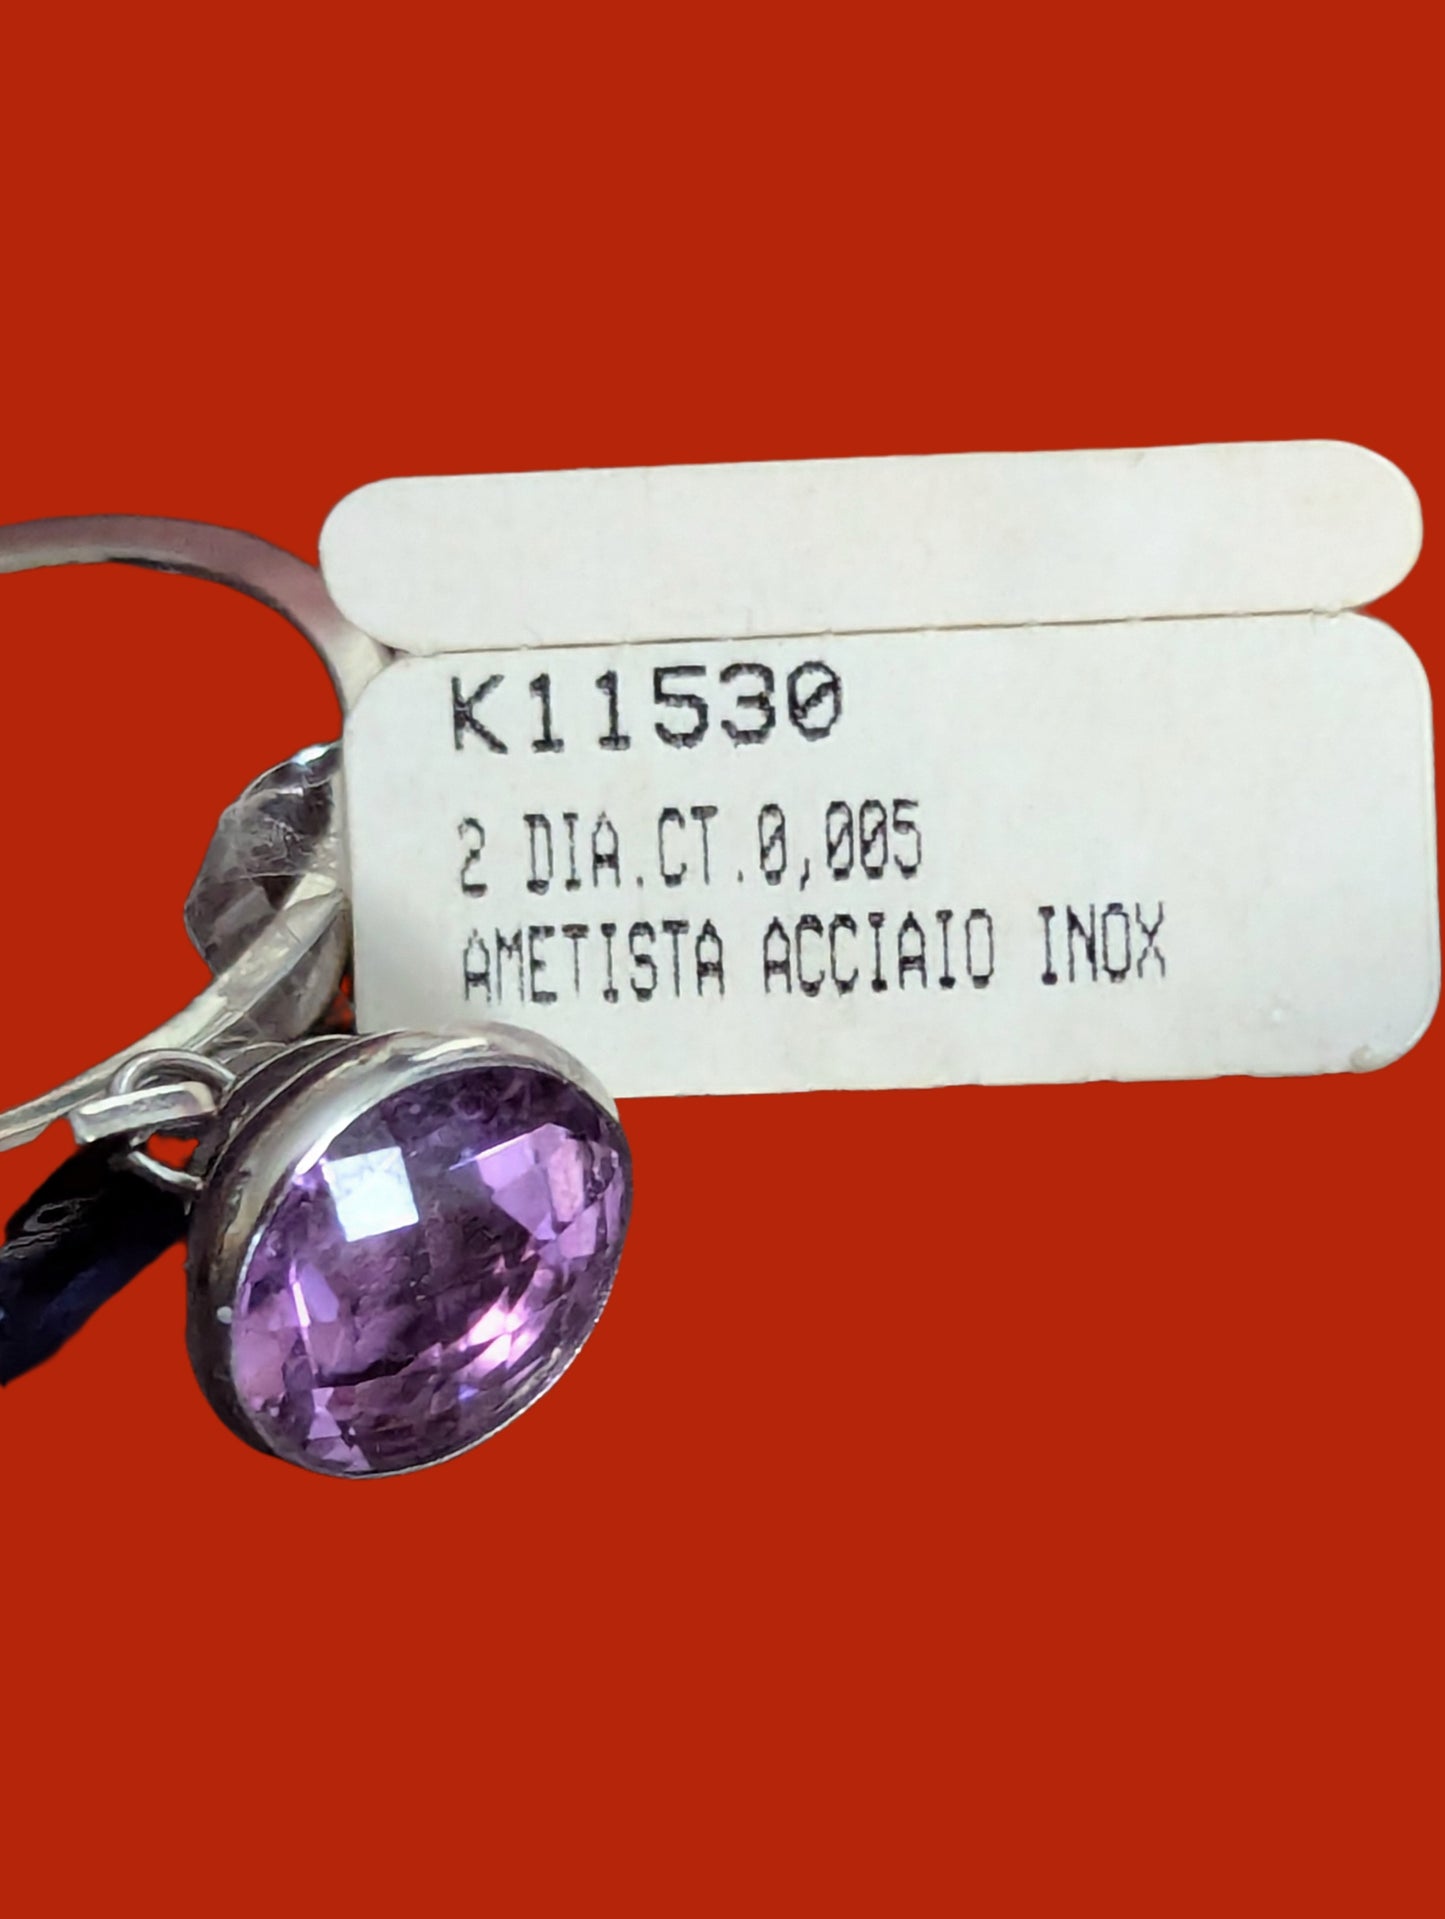 K11530
2 DIA.CT.0,005
AMETISTA ACCIAIO INOX